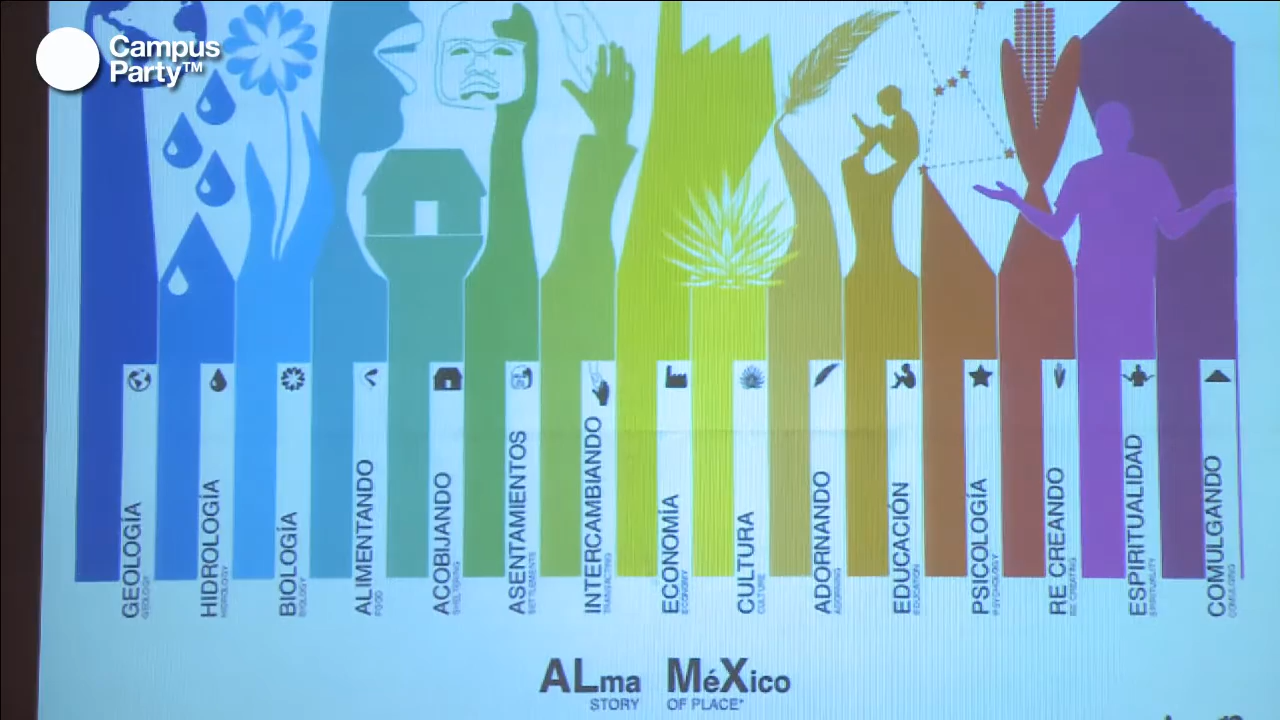 Campus
Party™
GEOLOGÍA
GEOLOGY
HIDROLOGÍA
HIDROLOGY
BIOLOGÍA
BIOLOGY
ALIMENTANDO
FOOD
ACOBIJANDO
SHELTERING
ASENTAMIENTOS
SETTLEMENTS
INTERCAMBIANDO
TRANSACTING
ECONOMÍA
ECONOMY
CULTURA
CULTURE
ADORNANDO
ADORNING
EDUCACIÓN
EDUCATION
PSICOLOGÍA
PSYCHOLOGY
RE CREANDO
RE CREATING
ESPIRITUALIDAD
SPIRITUALITY
COMULGANDO
ALma MéXico
STORY OF PLACE*